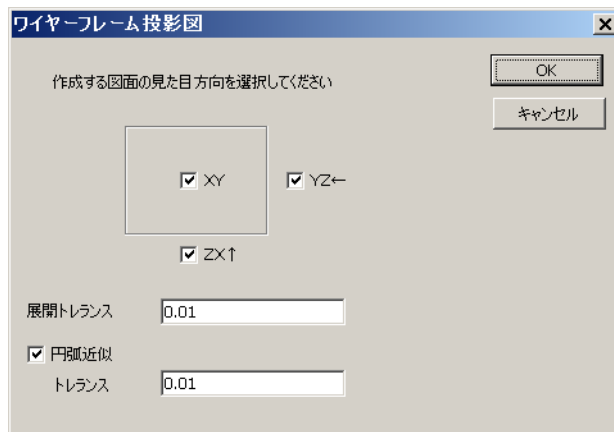 ワイヤーフレーム投影図
作成する図面の見た目方向を選択してください
OK
キャンセル
XY
YZ←
ZX↑
展開トレランス
0.01
円弧近似
トレランス
0.01